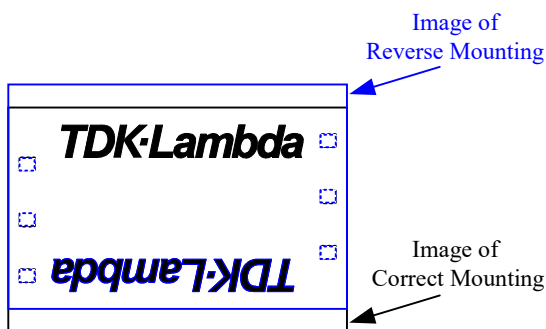 Image of
Reverse Mounting
TDK·Lambda
TDK·Lambda
Image of
Correct Mounting